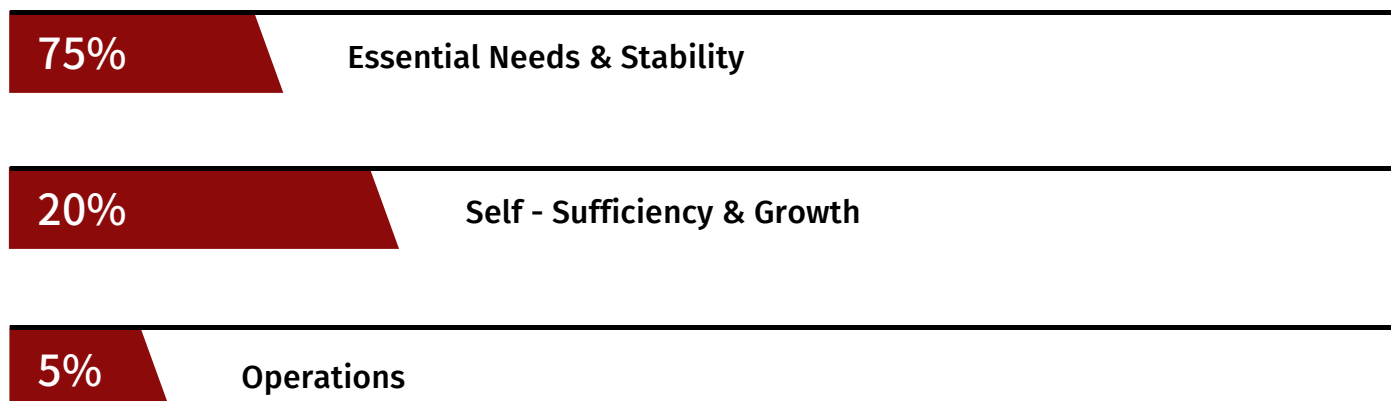 75% Essential Needs & Stability
20% Self - Sufficiency & Growth
5% Operations